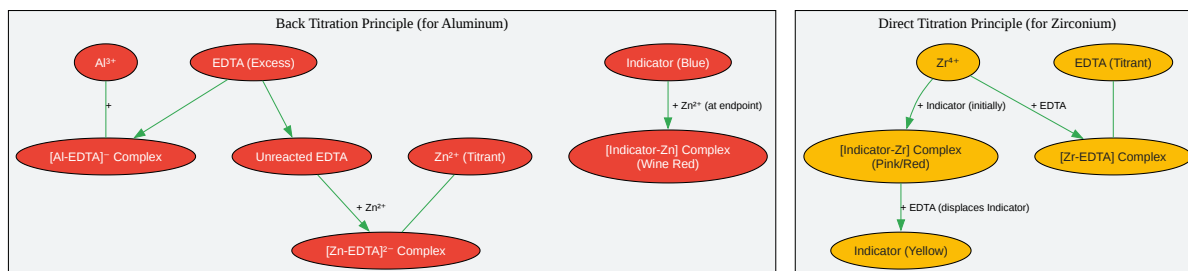 Back Titration Principle (for Aluminum)
Al³⁺
EDTA (Excess)
Indicator (Blue)
+
+ Zn²⁺ (at endpoint)
[Al-EDTA]⁻ Complex
Unreacted EDTA
Zn²⁺ (Titrant)
[Indicator-Zn] Complex
(Wine Red)
+ Zn²⁺
[Zn-EDTA]²⁻ Complex
Direct Titration Principle (for Zirconium)
Zr⁴⁺
EDTA (Titrant)
+ Indicator (initially)
+ EDTA
[Indicator-Zr] Complex
(Pink/Red)
[Zr-EDTA] Complex
+ EDTA (displaces Indicator)
Indicator (Yellow)